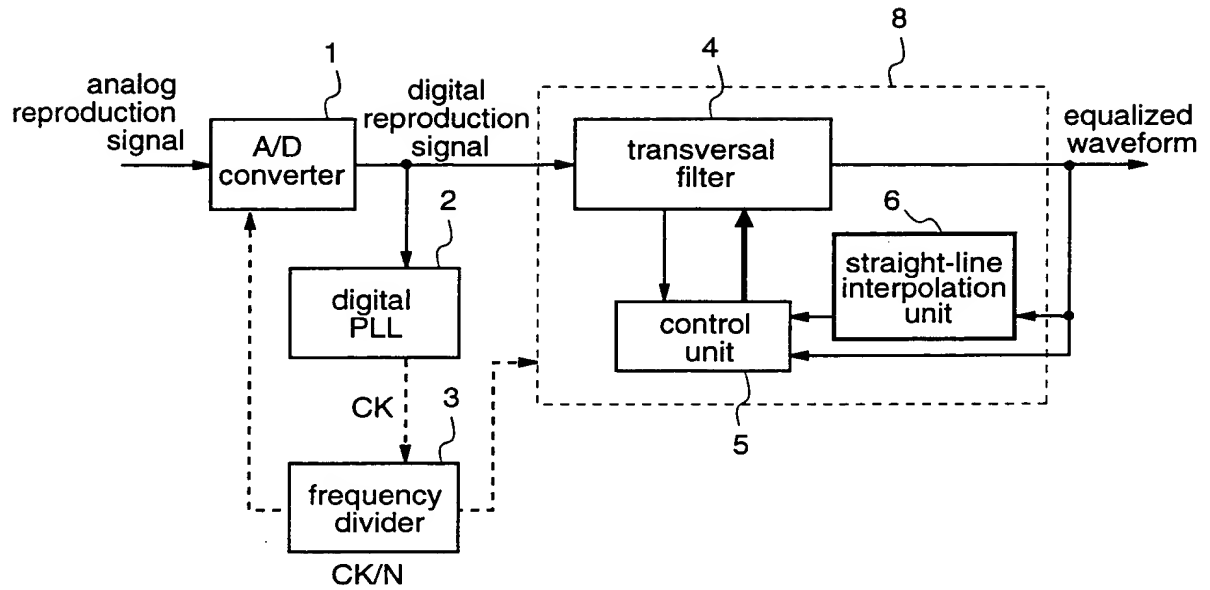 8
1
4
analog
reproduction
signal
digital
reproduction
signal
equalized
waveform
A/D
converter
transversal
filter
2
6
digital
PLL
straight-line
interpolation
unit
control
unit
CK
3
5
frequency
divider
CK/N